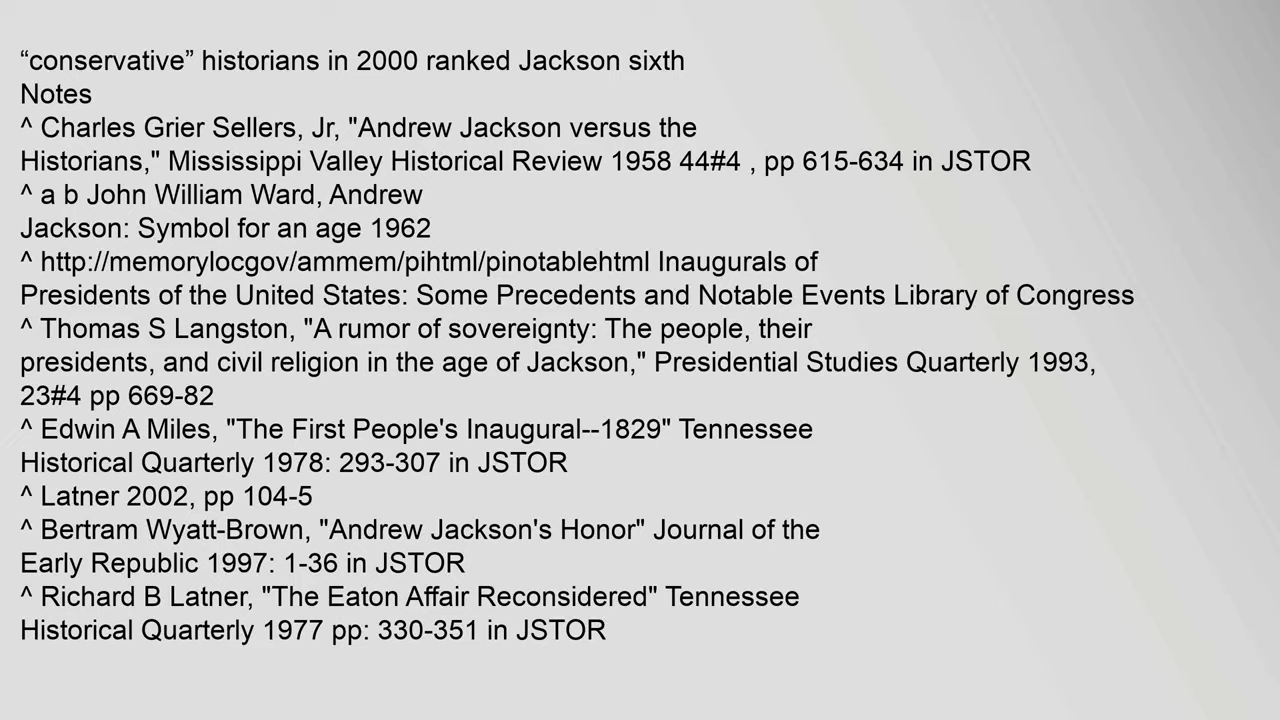 “conservative” historians in 2000 ranked Jackson sixth
Notes
^ Charles Grier Sellers, Jr, "Andrew Jackson versus the
Historians," Mississippi Valley Historical Review 1958 44#4 , pp 615-634 in JSTOR
^ a b John William Ward, Andrew
Jackson: Symbol for an age 1962
^ http://memorylocgov/ammem/pihtml/pinotablehtml Inaugurals of
Presidents of the United States: Some Precedents and Notable Events Library of Congress
^ Thomas S Langston, "A rumor of sovereignty: The people, their
presidents, and civil religion in the age of Jackson," Presidential Studies Quarterly 1993,
23#4 pp 669-82
^ Edwin A Miles, "The First People's Inaugural--1829" Tennessee
Historical Quarterly 1978: 293-307 in JSTOR
^ Latner 2002, pp 104-5
^ Bertram Wyatt-Brown, "Andrew Jackson's Honor" Journal of the
Early Republic 1997: 1-36 in JSTOR
^ Richard B Latner, "The Eaton Affair Reconsidered" Tennessee
Historical Quarterly 1977 pp: 330-351 in JSTOR